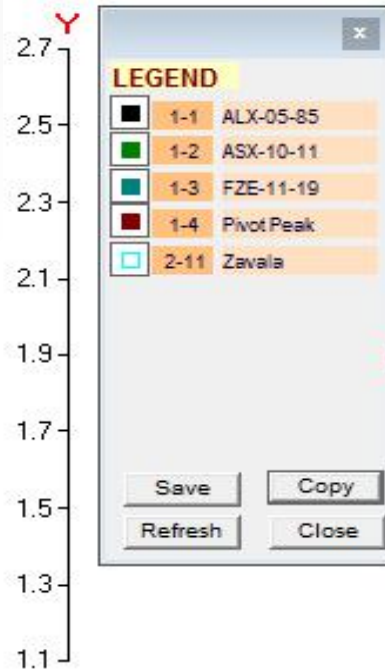 Y
2.7
2.5
2.3
2.1
1.9
1.7
1.5
1.3
1.1
x
LEGEND
1-1 ALX-05-85
1-2 ASX-10-11
1-3 FZE-11-19
1-4 Pivot Peak
2-11 Zavala
Save Copy
Refresh Close